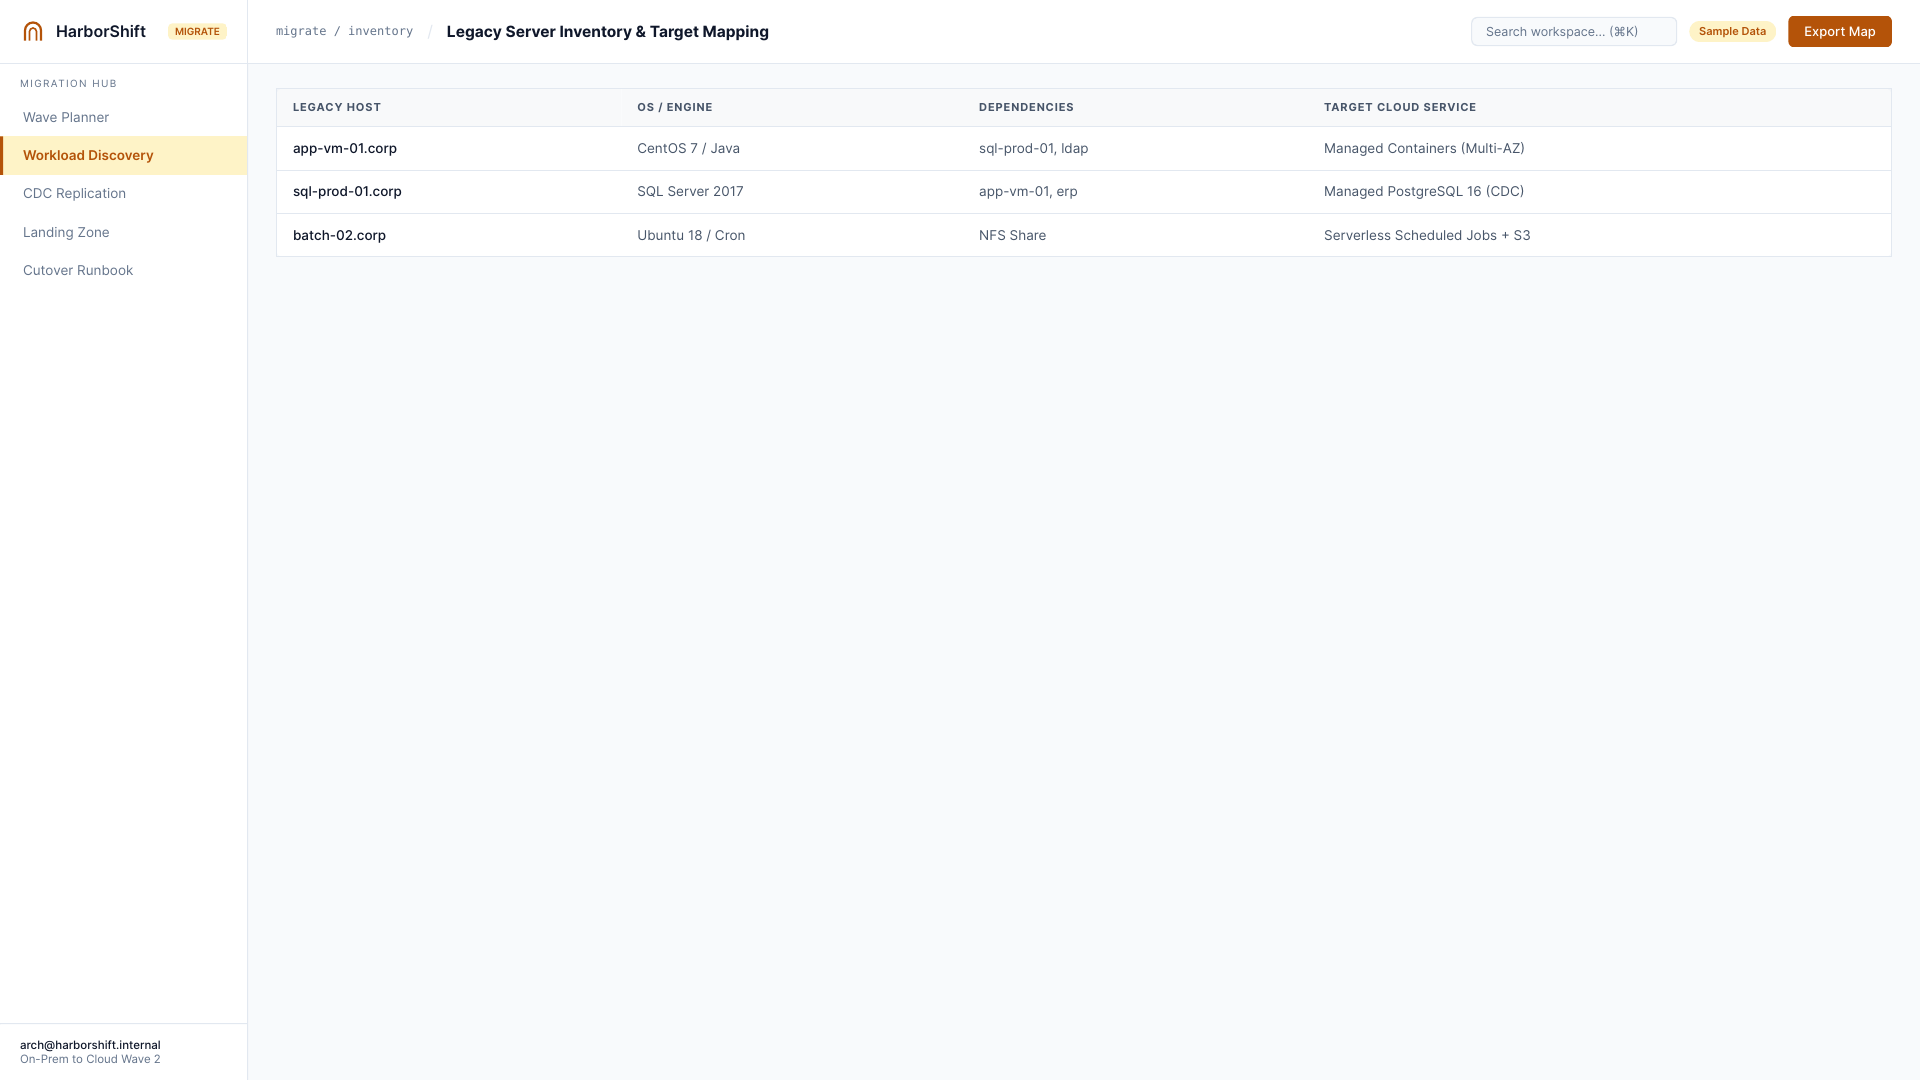 HarborShift
MIGRATE
MIGRATION HUB
Wave Planner
Workload Discovery
CDC Replication
Landing Zone
Cutover Runbook
arch@harborshift.internal
On-Prem to Cloud Wave 2
migrate / inventory / Legacy Server Inventory & Target Mapping
Search workspace... (⌘K)
Sample Data
Export Map
LEGACY HOST OS / ENGINE DEPENDENCIES TARGET CLOUD SERVICE
app-vm-01.corp CentOS 7 / Java sql-prod-01, ldap Managed Containers (Multi-AZ)
sql-prod-01.corp SQL Server 2017 app-vm-01, erp Managed PostgreSQL 16 (CDC)
batch-02.corp Ubuntu 18 / Cron NFS Share Serverless Scheduled Jobs + S3